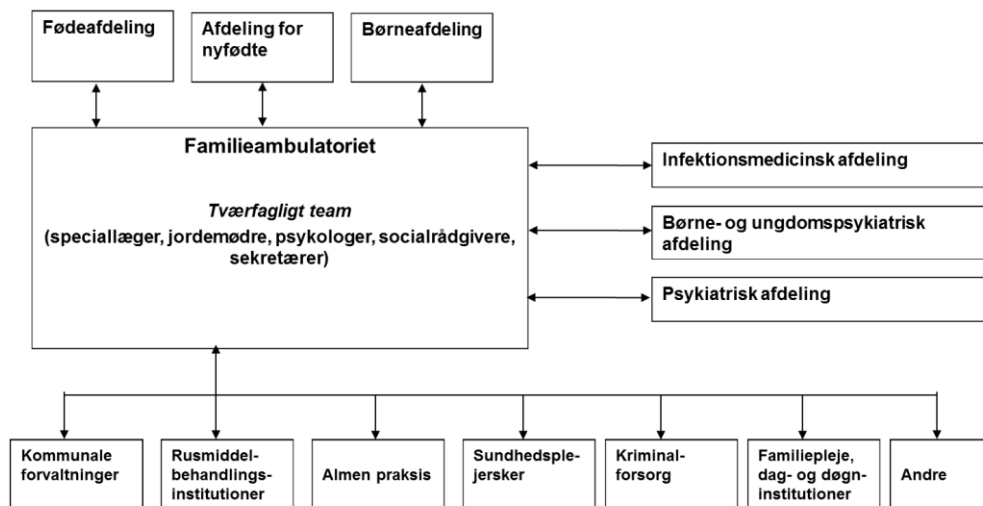 Fødeafdeling
Afdeling for
nyfødte
Børneafdeling
Familieambulatoriet
Tværfagligt team
(speciallæger, jordemødre, psykologer, socialrådgivere,
sekretærer)
Infektionsmedicinsk afdeling
Børne- og ungdomspsykiatrisk
afdeling
Psykiatrisk afdeling
Kommunale
forvaltninger
Rusmiddel-
behandlings-
institutioner
Almen praksis
Sundhedsple-
jersker
Kriminal-
forsorg
Familiepleje,
dag- og døgn-
institutioner
Andre